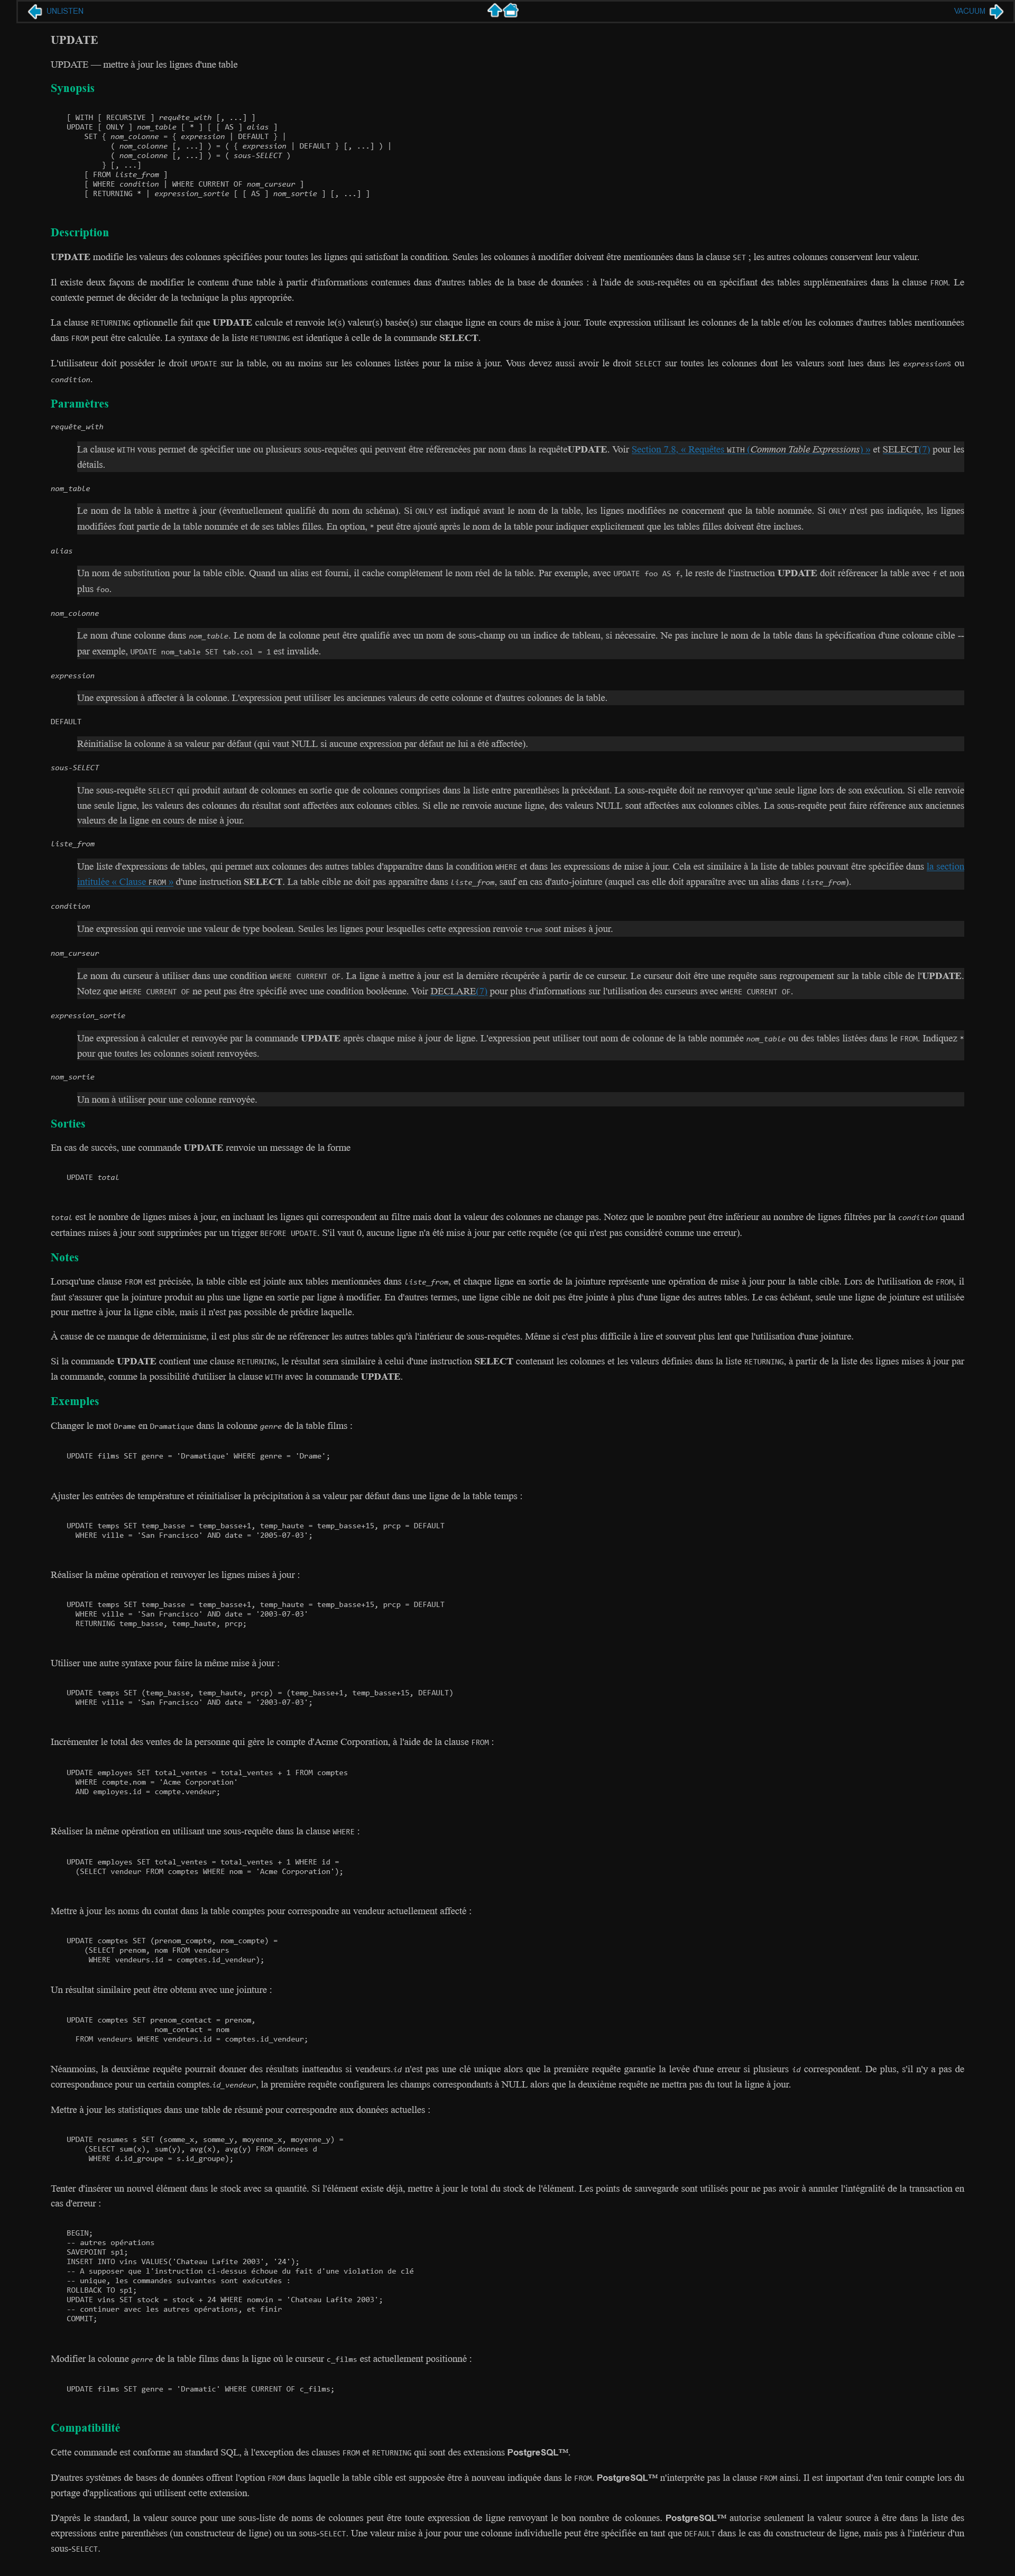 UNLISTEN
VACUUM
UPDATE
UPDATE — mettre à jour les lignes d'une table
Synopsis
[ WITH [ RECURSIVE ] requête_with [, ...] ]
UPDATE [ ONLY ] nom_table [ * ] [ [ AS ] alias ]
SET { nom_colonne = { expression | DEFAULT } |
( nom_colonne [, ...] ) = ( { expression | DEFAULT } [, ...] ) |
( nom_colonne [, ...] ) = ( sous-SELECT )
} [, ...]
[ FROM liste_from ]
[ WHERE condition | WHERE CURRENT OF nom_curseur ]
[ RETURNING * | expression_sortie [ [ AS ] nom_sortie ] [, ...] ]
Description
UPDATE modifie les valeurs des colonnes spécifiées pour toutes les lignes qui satisfont la condition. Seules les colonnes à modifier doivent être mentionnées dans la clause SET ; les autres colonnes conservent leur valeur.
Il existe deux façons de modifier le contenu d'une table à partir d'informations contenues dans d'autres tables de la base de données : à l'aide de sous-requêtes ou en spécifiant des tables supplémentaires dans la clause FROM. Le
contexte permet de décider de la technique la plus appropriée.
La clause RETURNING optionnelle fait que UPDATE calcule et renvoie le(s) valeur(s) basée(s) sur chaque ligne en cours de mise à jour. Toute expression utilisant les colonnes de la table et/ou les colonnes d'autres tables mentionnées
dans FROM peut être calculée. La syntaxe de la liste RETURNING est identique à celle de la commande SELECT.
L'utilisateur doit posséder le droit UPDATE sur la table, ou au moins sur les colonnes listées pour la mise à jour. Vous devez aussi avoir le droit SELECT sur toutes les colonnes dont les valeurs sont lues dans les expressions ou
condition.
Paramètres
requête_with
La clause WITH vous permet de spécifier une ou plusieurs sous-requêtes qui peuvent être référencées par nom dans la requêteUPDATE. Voir Section 7.8, « Requêtes WITH (Common Table Expressions) » et SELECT(7) pour les
détails.
nom_table
Le nom de la table à mettre à jour (éventuellement qualifié du nom du schéma). Si ONLY est indiqué avant le nom de la table, les lignes modifiées ne concernent que la table nommée. Si ONLY n'est pas indiquée, les lignes
modifiées font partie de la table nommée et de ses tables filles. En option, * peut être ajouté après le nom de la table pour indiquer explicitement que les tables filles doivent être inclues.
alias
Un nom de substitution pour la table cible. Quand un alias est fourni, il cache complètement le nom réel de la table. Par exemple, avec UPDATE foo AS f, le reste de l'instruction UPDATE doit référencer la table avec f et non
plus foo.
nom_colonne
Le nom d'une colonne dans nom_table. Le nom de la colonne peut être qualifié avec un nom de sous-champ ou un indice de tableau, si nécessaire. Ne pas inclure le nom de la table dans la spécification d'une colonne cible --
par exemple, UPDATE nom_table SET tab.col = 1 est invalide.
expression
Une expression à affecter à la colonne. L'expression peut utiliser les anciennes valeurs de cette colonne et d'autres colonnes de la table.
DEFAULT
Réinitialise la colonne à sa valeur par défaut (qui vaut NULL si aucune expression par défaut ne lui a été affectée).
sous-SELECT
Une sous-requête SELECT qui produit autant de colonnes en sortie que de colonnes comprises dans la liste entre parenthèses la précédant. La sous-requête doit ne renvoyer qu'une seule ligne lors de son exécution. Si elle renvoie
une seule ligne, les valeurs des colonnes du résultat sont affectées aux colonnes cibles. Si elle ne renvoie aucune ligne, des valeurs NULL sont affectées aux colonnes cibles. La sous-requête peut faire référence aux anciennes
valeurs de la ligne en cours de mise à jour.
liste_from
Une liste d'expressions de tables, qui permet aux colonnes des autres tables d'apparaître dans la condition WHERE et dans les expressions de mise à jour. Cela est similaire à la liste de tables pouvant être spécifiée dans la section
intitulée « Clause FROM » d'une instruction SELECT. La table cible ne doit pas apparaître dans liste_from, sauf en cas d'auto-jointure (auquel cas elle doit apparaître avec un alias dans liste_from).
condition
Une expression qui renvoie une valeur de type boolean. Seules les lignes pour lesquelles cette expression renvoie true sont mises à jour.
nom_curseur
Le nom du curseur à utiliser dans une condition WHERE CURRENT OF. La ligne à mettre à jour est la dernière récupérée à partir de ce curseur. Le curseur doit être une requête sans regroupement sur la table cible de l'UPDATE.
Notez que WHERE CURRENT OF ne peut pas être spécifié avec une condition booléenne. Voir DECLARE(7) pour plus d'informations sur l'utilisation des curseurs avec WHERE CURRENT OF.
expression_sortie
Une expression à calculer et renvoyée par la commande UPDATE après chaque mise à jour de ligne. L'expression peut utiliser tout nom de colonne de la table nommée nom_table ou des tables listées dans le FROM. Indiquez *
pour que toutes les colonnes soient renvoyées.
nom_sortie
Un nom à utiliser pour une colonne renvoyée.
Sorties
En cas de succès, une commande UPDATE renvoie un message de la forme
UPDATE total
total est le nombre de lignes mises à jour, en incluant les lignes qui correspondent au filtre mais dont la valeur des colonnes ne change pas. Notez que le nombre peut être inférieur au nombre de lignes filtrées par la condition quand
certaines mises à jour sont supprimées par un trigger BEFORE UPDATE. S'il vaut 0, aucune ligne n'a été mise à jour par cette requête (ce qui n'est pas considéré comme une erreur).
Notes
Lorsqu'une clause FROM est précisée, la table cible est jointe aux tables mentionnées dans liste_from, et chaque ligne en sortie de la jointure représente une opération de mise à jour pour la table cible. Lors de l'utilisation de FROM, il
faut s'assurer que la jointure produit au plus une ligne en sortie par ligne à modifier. En d'autres termes, une ligne cible ne doit pas être jointe à plus d'une ligne des autres tables. Le cas échéant, seule une ligne de jointure est utilisée
pour mettre à jour la ligne cible, mais il n'est pas possible de prédire laquelle.
À cause de ce manque de déterminisme, il est plus sûr de ne référencer les autres tables qu'à l'intérieur de sous-requêtes. Même si c'est plus difficile à lire et souvent plus lent que l'utilisation d'une jointure.
Si la commande UPDATE contient une clause RETURNING, le résultat sera similaire à celui d'une instruction SELECT contenant les colonnes et les valeurs définies dans la liste RETURNING, à partir de la liste des lignes mises à jour par
la commande, comme la possibilité d'utiliser la clause WITH avec la commande UPDATE.
Exemples
Changer le mot Drame en Dramatique dans la colonne genre de la table films :
UPDATE films SET genre = 'Dramatique' WHERE genre = 'Drame';
Ajuster les entrées de température et réinitialiser la précipitation à sa valeur par défaut dans une ligne de la table temps :
UPDATE temps SET temp_basse = temp_basse+1, temp_haute = temp_basse+15, prcp = DEFAULT
WHERE ville = 'San Francisco' AND date = '2005-07-03';
Réaliser la même opération et renvoyer les lignes mises à jour :
UPDATE temps SET temp_basse = temp_basse+1, temp_haute = temp_basse+15, prcp = DEFAULT
WHERE ville = 'San Francisco' AND date = '2003-07-03'
RETURNING temp_basse, temp_haute, prcp;
Utiliser une autre syntaxe pour faire la même mise à jour :
UPDATE temps SET (temp_basse, temp_haute, prcp) = (temp_basse+1, temp_basse+15, DEFAULT)
WHERE ville = 'San Francisco' AND date = '2003-07-03';
Incrémenter le total des ventes de la personne qui gère le compte d'Acme Corporation, à l'aide de la clause FROM :
UPDATE employes SET total_ventes = total_ventes + 1 FROM comptes
WHERE compte.nom = 'Acme Corporation'
AND employes.id = compte.vendeur;
Réaliser la même opération en utilisant une sous-requête dans la clause WHERE :
UPDATE employes SET total_ventes = total_ventes + 1 WHERE id =
(SELECT vendeur FROM comptes WHERE nom = 'Acme Corporation');
Mettre à jour les noms du contat dans la table comptes pour correspondre au vendeur actuellement affecté :
UPDATE comptes SET (prenom_compte, nom_compte) =
(SELECT prenom, nom FROM vendeurs
WHERE vendeurs.id = comptes.id_vendeur);
Un résultat similaire peut être obtenu avec une jointure :
UPDATE comptes SET prenom_contact = prenom,
nom_contact = nom
FROM vendeurs WHERE vendeurs.id = comptes.id_vendeur;
Néanmoins, la deuxième requête pourrait donner des résultats inattendus si vendeurs.id n'est pas une clé unique alors que la première requête garantie la levée d'une erreur si plusieurs id correspondent. De plus, s'il n'y a pas de
correspondance pour un certain comptes.id_vendeur, la première requête configurera les champs correspondants à NULL alors que la deuxième requête ne mettra pas du tout la ligne à jour.
Mettre à jour les statistiques dans une table de résumé pour correspondre aux données actuelles :
UPDATE resumes s SET (somme_x, somme_y, moyenne_x, moyenne_y) =
(SELECT sum(x), sum(y), avg(x), avg(y) FROM donnees d
WHERE d.id_groupe = s.id_groupe);
Tenter d'insérer un nouvel élément dans le stock avec sa quantité. Si l'élément existe déjà, mettre à jour le total du stock de l'élément. Les points de sauvegarde sont utilisés pour ne pas avoir à annuler l'intégralité de la transaction en
cas d'erreur :
BEGIN;
-- autres opérations
SAVEPOINT sp1;
INSERT INTO vins VALUES('Chateau Lafite 2003', '24');
-- A supposer que l'instruction ci-dessus échoue du fait d'une violation de clé
-- unique, les commandes suivantes sont exécutées :
ROLLBACK TO sp1;
UPDATE vins SET stock = stock + 24 WHERE nomvin = 'Chateau Lafite 2003';
-- continuer avec les autres opérations, et finir
COMMIT;
Modifier la colonne genre de la table films dans la ligne où le curseur c_films est actuellement positionné :
UPDATE films SET genre = 'Dramatic' WHERE CURRENT OF c_films;
Compatibilité
Cette commande est conforme au standard SQL, à l'exception des clauses FROM et RETURNING qui sont des extensions PostgreSQL™.
D'autres systèmes de bases de données offrent l'option FROM dans laquelle la table cible est supposée être à nouveau indiquée dans le FROM. PostgreSQL™ n'interprète pas la clause FROM ainsi. Il est important d'en tenir compte lors du
portage d'applications qui utilisent cette extension.
D'après le standard, la valeur source pour une sous-liste de noms de colonnes peut être toute expression de ligne renvoyant le bon nombre de colonnes. PostgreSQL™ autorise seulement la valeur source à être dans la liste des
expressions entre parenthèses (un constructeur de ligne) ou un sous-SELECT. Une valeur mise à jour pour une colonne individuelle peut être spécifiée en tant que DEFAULT dans le cas du constructeur de ligne, mais pas à l'intérieur d'un
sous-SELECT.